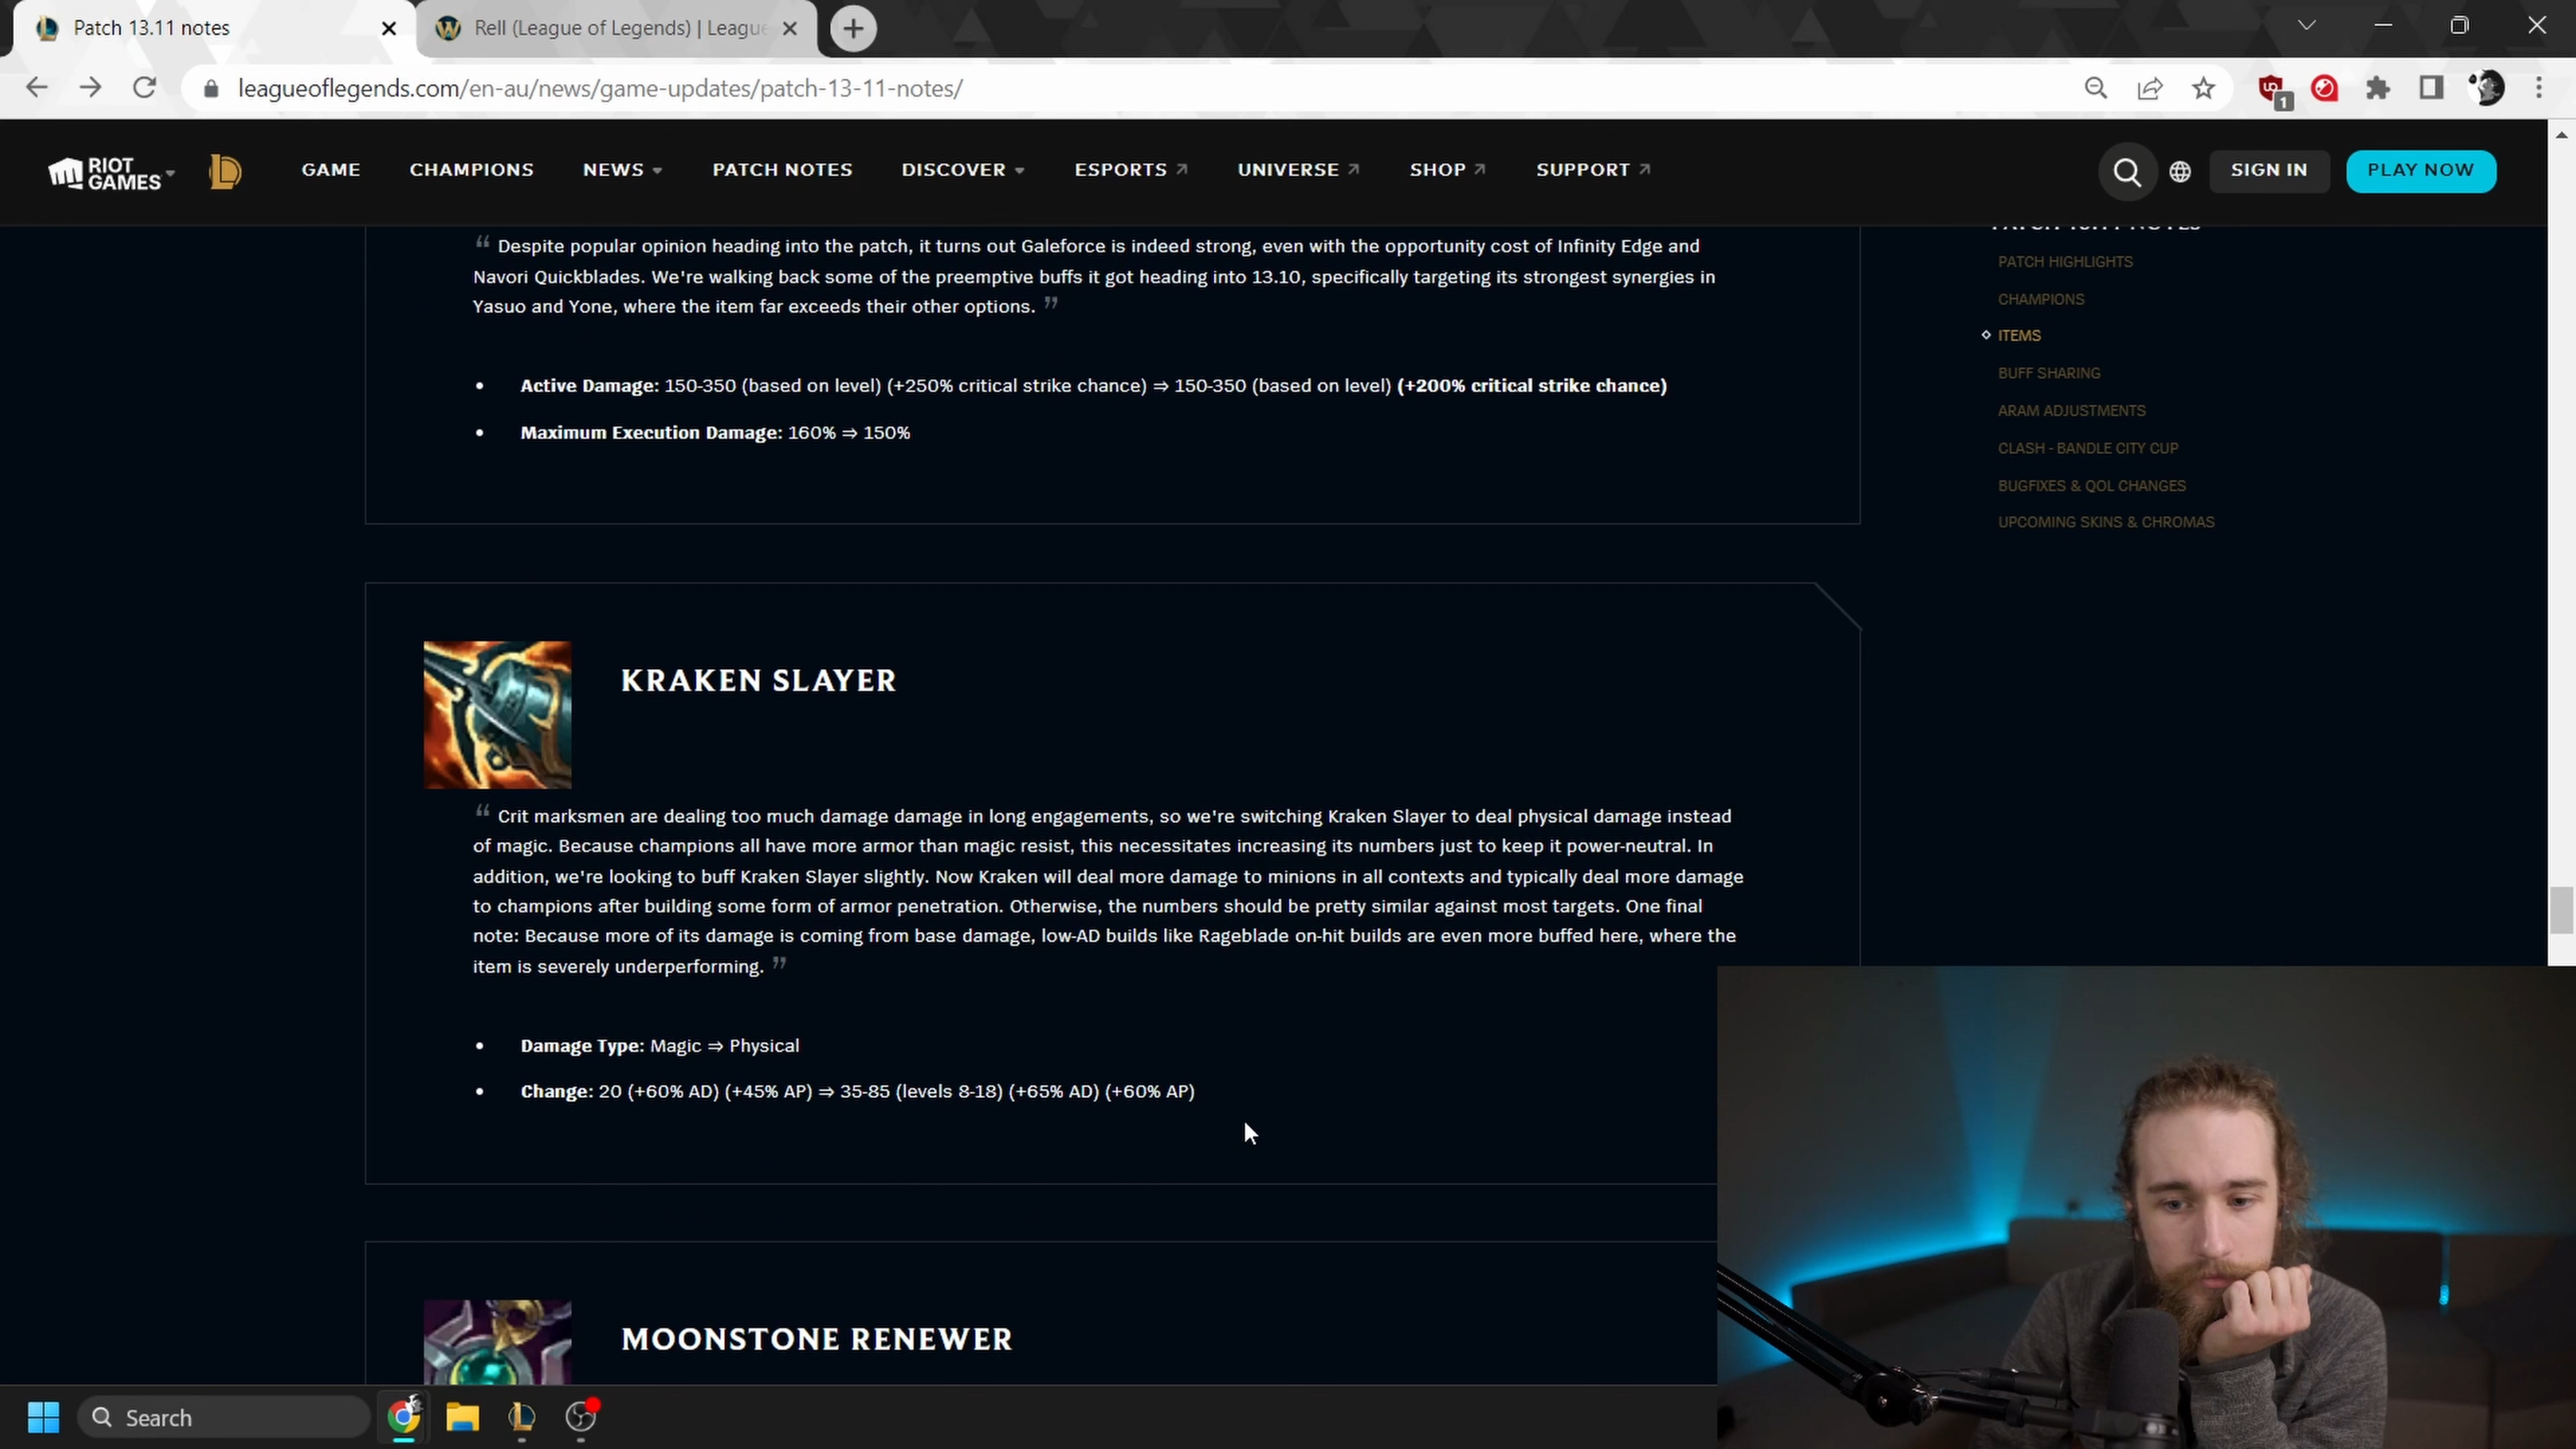 Patch 13.11 notes
Rell (League of Legends) | League
leagueoflegends.com/en-au/news/game-updates/patch-13-11-notes/
1
RIOT GAMES
GAME
CHAMPIONS
NEWS
PATCH NOTES
DISCOVER
ESPORTS
UNIVERSE
SHOP
SUPPORT
SIGN IN
PLAY NOW
“ Despite popular opinion heading into the patch, it turns out Galeforce is indeed strong, even with the opportunity cost of Infinity Edge and
Navori Quickblades. We're walking back some of the preemptive buffs it got heading into 13.10, specifically targeting its strongest synergies in
Yasuo and Yone, where the item far exceeds their other options. ”
• Active Damage: 150-350 (based on level) (+250% critical strike chance) ⇒ 150-350 (based on level) (+200% critical strike chance)
• Maximum Execution Damage: 160% ⇒ 150%
KRAKEN SLAYER
“ Crit marksmen are dealing too much damage damage in long engagements, so we're switching Kraken Slayer to deal physical damage instead
of magic. Because champions all have more armor than magic resist, this necessitates increasing its numbers just to keep it power-neutral. In
addition, we're looking to buff Kraken Slayer slightly. Now Kraken will deal more damage to minions in all contexts and typically deal more damage
to champions after building some form of armor penetration. Otherwise, the numbers should be pretty similar against most targets. One final
note: Because more of its damage is coming from base damage, low-AD builds like Rageblade on-hit builds are even more buffed here, where the
item is severely underperforming. ”
• Damage Type: Magic ⇒ Physical
• Change: 20 (+60% AD) (+45% AP) ⇒ 35-85 (levels 8-18) (+65% AD) (+60% AP)
MOONSTONE RENEWER
PATCH 13.11 NOTES
PATCH HIGHLIGHTS
CHAMPIONS
ITEMS
BUFF SHARING
ARAM ADJUSTMENTS
CLASH - BANDLE CITY CUP
BUGFIXES & QOL CHANGES
UPCOMING SKINS & CHROMAS
Search